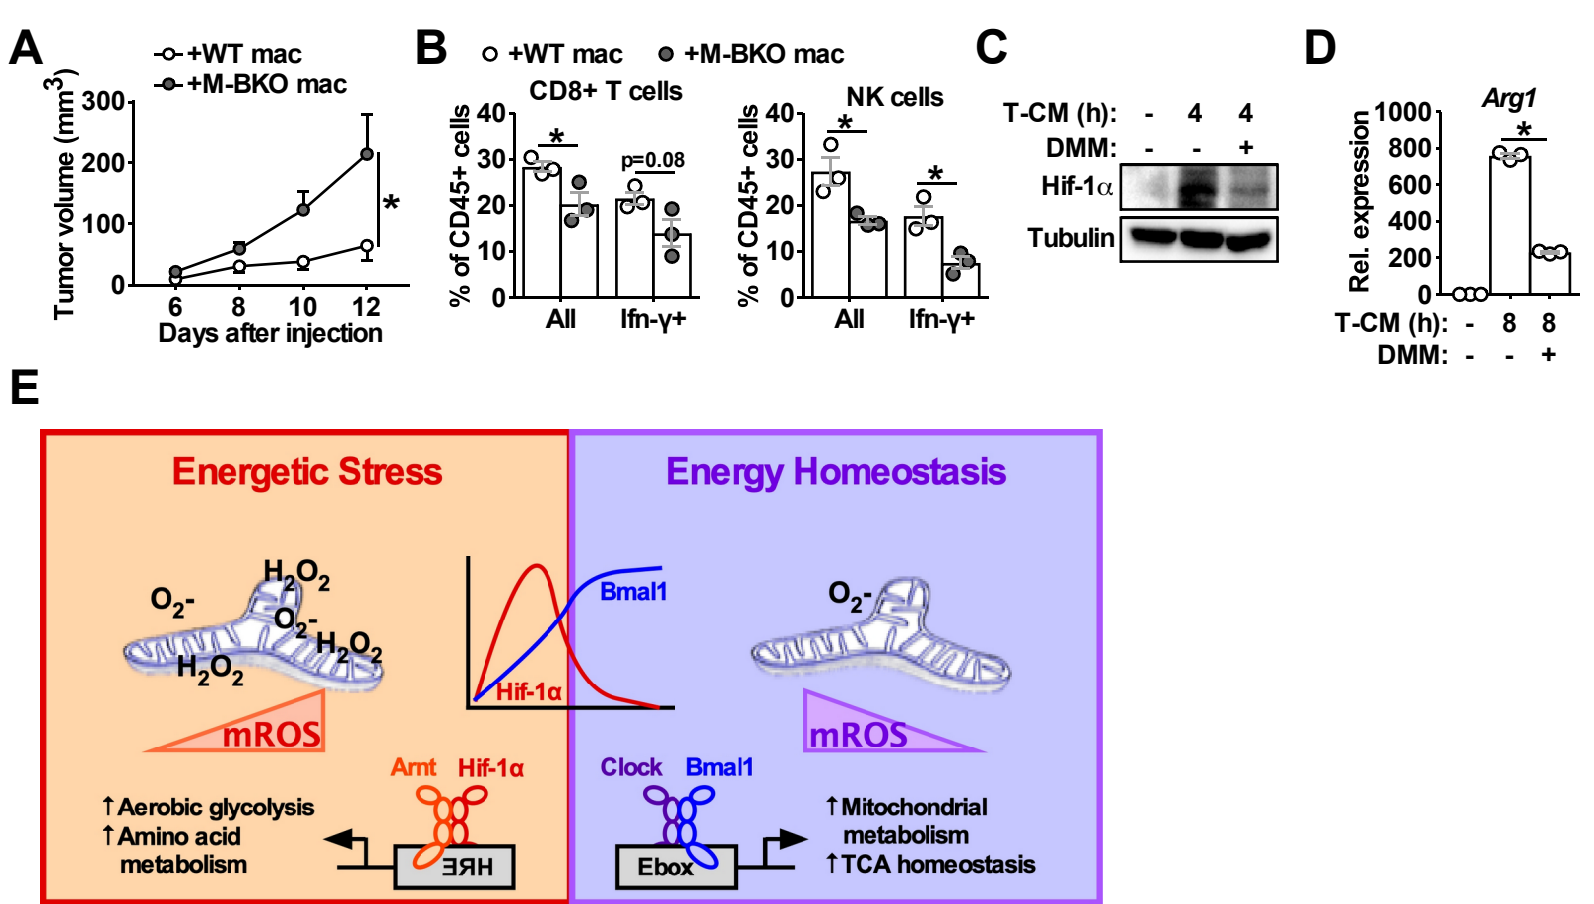 A
+WT mac
+M-BKO mac
Tumor volume (mm3)
300
200
100
0
*
6 8 10 12
Days after injection
B
+WT mac +M-BKO mac
CD8+ T cells
% of CD45+ cells
40
30
20
10
0
*
p=0.08
All Ifn-γ+
NK cells
% of CD45+ cells
40
30
20
10
0
*
*
All Ifn-γ+
C
T-CM (h): - 4 4
DMM: - - +
Hif-1α
Tubulin
D
Arg1
Rel. expression
1000
800
600
400
200
0
*
T-CM (h): - 8 8
DMM: - - +
E
Energetic Stress
H2O2
O2-
O2-
H2O2
H2O2
mROS
Arnt Hif-1α
↑Aerobic glycolysis
↑Amino acid
metabolism
HRE
Bmal1
Hif-1α
Energy Homeostasis
O2-
mROS
Clock Bmal1
Ebox
↑Mitochondrial
metabolism
↑TCA homeostasis